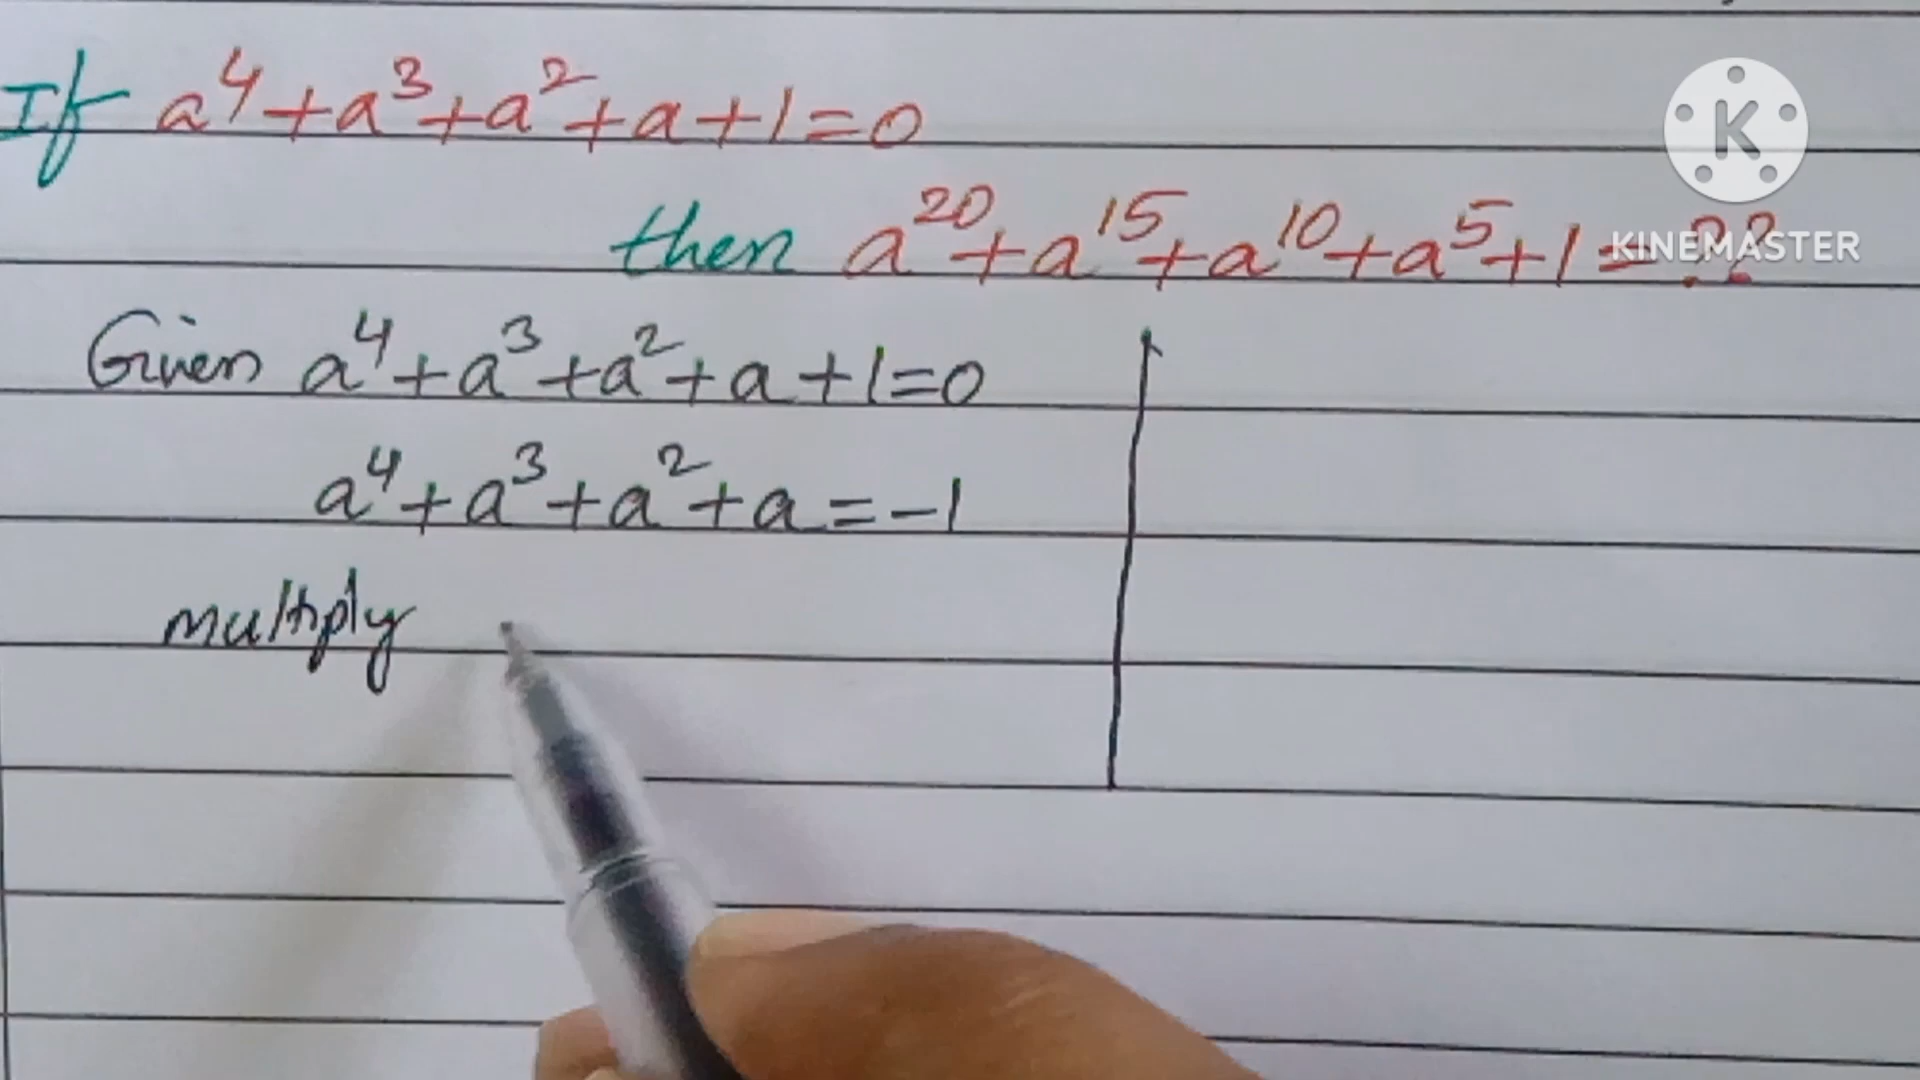 If a⁴+a³+a²+a+1=0
then a²⁰+a¹⁵+a¹⁰+a⁵+1=??
K
KINEMASTER
Given a⁴+a³+a²+a+1=0
a⁴+a³+a²+a=-1
multiply